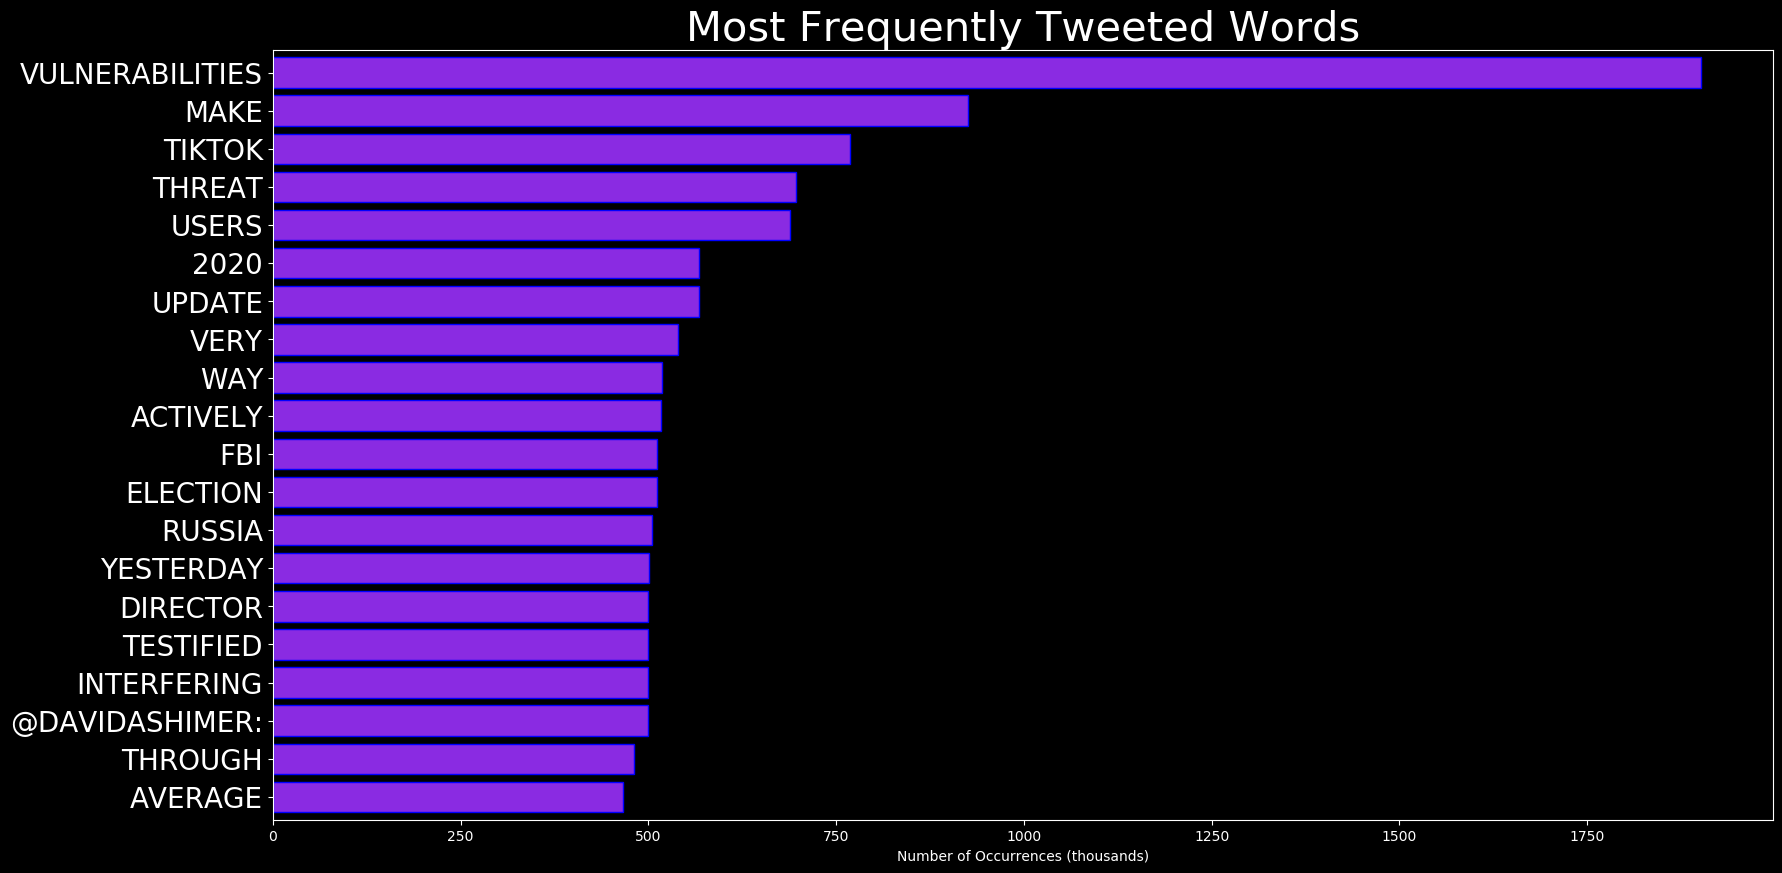 Most Frequently Tweeted Words
VULNERABILITIES
MAKE
TIKTOK
THREAT
USERS
2020
UPDATE
VERY
WAY
ACTIVELY
FBI
ELECTION
RUSSIA
YESTERDAY
DIRECTOR
TESTIFIED
INTERFERING
@DAVIDASHIMER:
THROUGH
AVERAGE
0 250 500 750 1000 1250 1500 1750
Number of Occurrences (thousands)